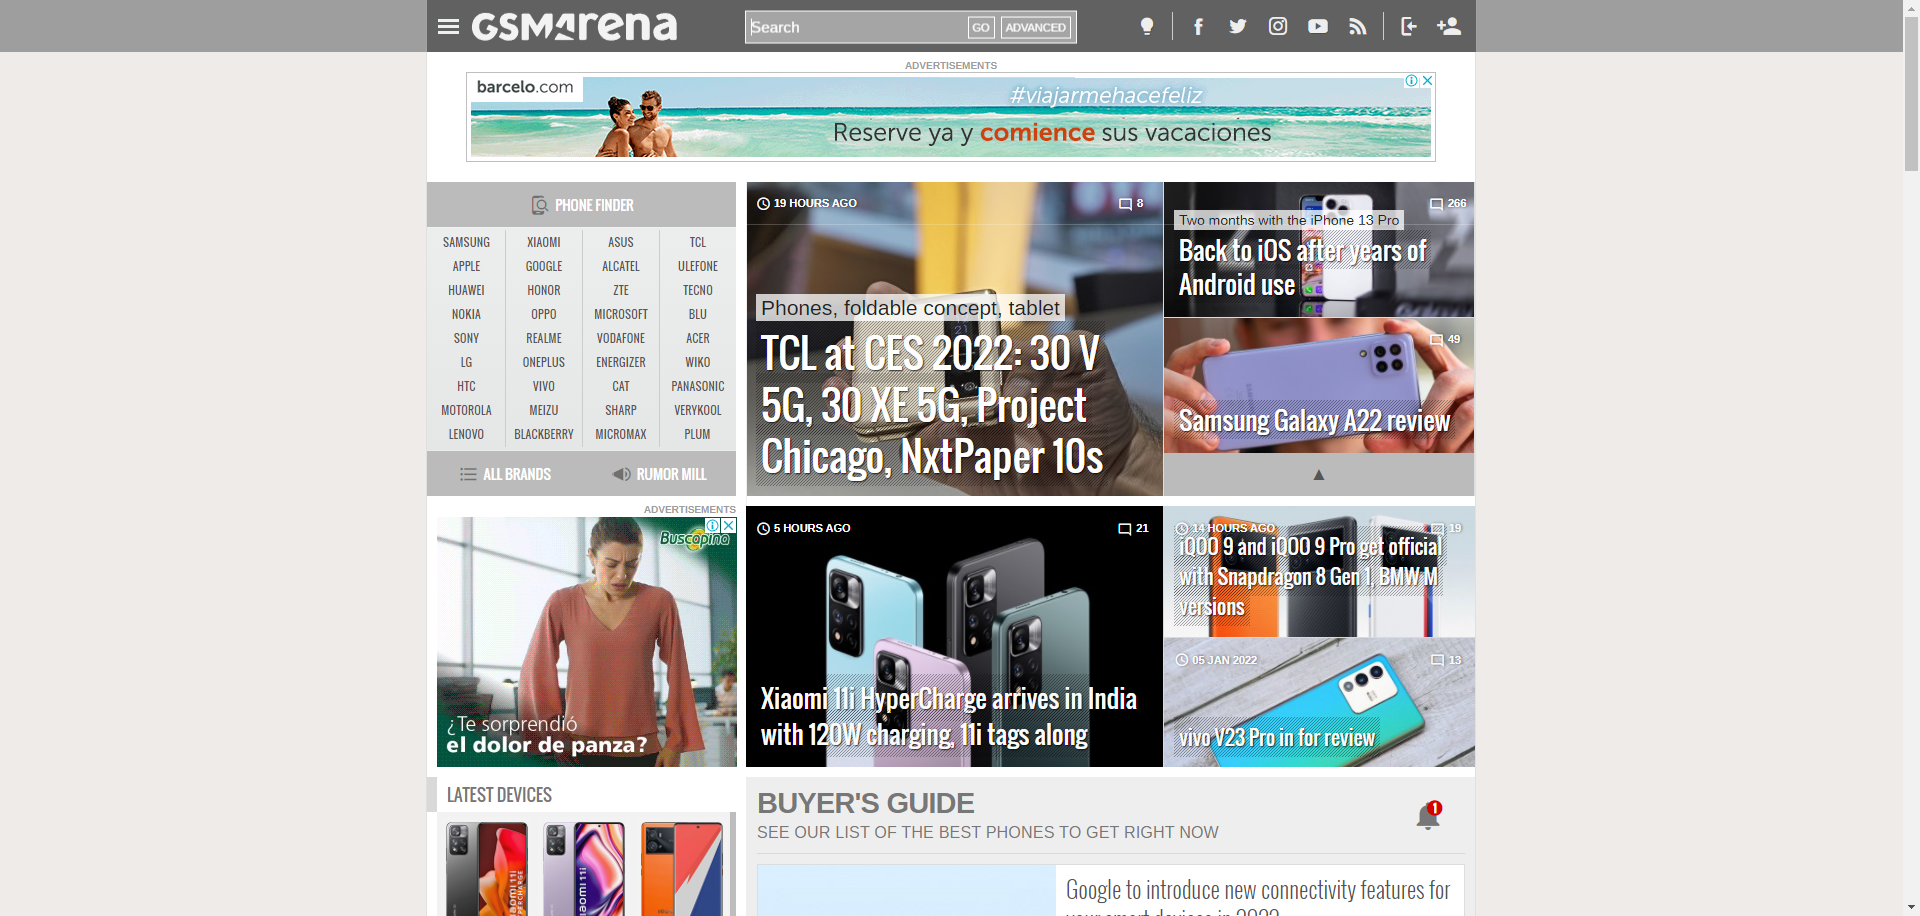 GSMArena
Search
GO
ADVANCED
ADVERTISEMENTS
barcelo.com
#viajarmehacefeliz
Reserve ya y comience sus vacaciones
PHONE FINDER
SAMSUNG XIAOMI ASUS TCL
APPLE GOOGLE ALCATEL ULEFONE
HUAWEI HONOR ZTE TECNO
NOKIA OPPO MICROSOFT BLU
SONY REALME VODAFONE ACER
LG ONEPLUS ENERGIZER WIKO
HTC VIVO CAT PANASONIC
MOTOROLA MEIZU SHARP VERYKOOL
LENOVO BLACKBERRY MICROMAX PLUM
ALL BRANDS
RUMOR MILL
19 HOURS AGO
8
Phones, foldable concept, tablet
TCL at CES 2022: 30 V
5G, 30 XE 5G, Project
Chicago, NxtPaper 10s
266
Two months with the iPhone 13 Pro
Back to iOS after years of
Android use
49
Samsung Galaxy A22 review
▲
ADVERTISEMENTS
Buscapina
¿Te sorprendió
el dolor de panza?
5 HOURS AGO
21
Xiaomi 11i HyperCharge arrives in India
with 120W charging, 11i tags along
14 HOURS AGO
19
iQOO 9 and iQOO 9 Pro get official
with Snapdragon 8 Gen 1, BMW M
versions
05 JAN 2022
13
vivo V23 Pro in for review
LATEST DEVICES
BUYER'S GUIDE
SEE OUR LIST OF THE BEST PHONES TO GET RIGHT NOW
1
Google to introduce new connectivity features for
your smart devices in 2022